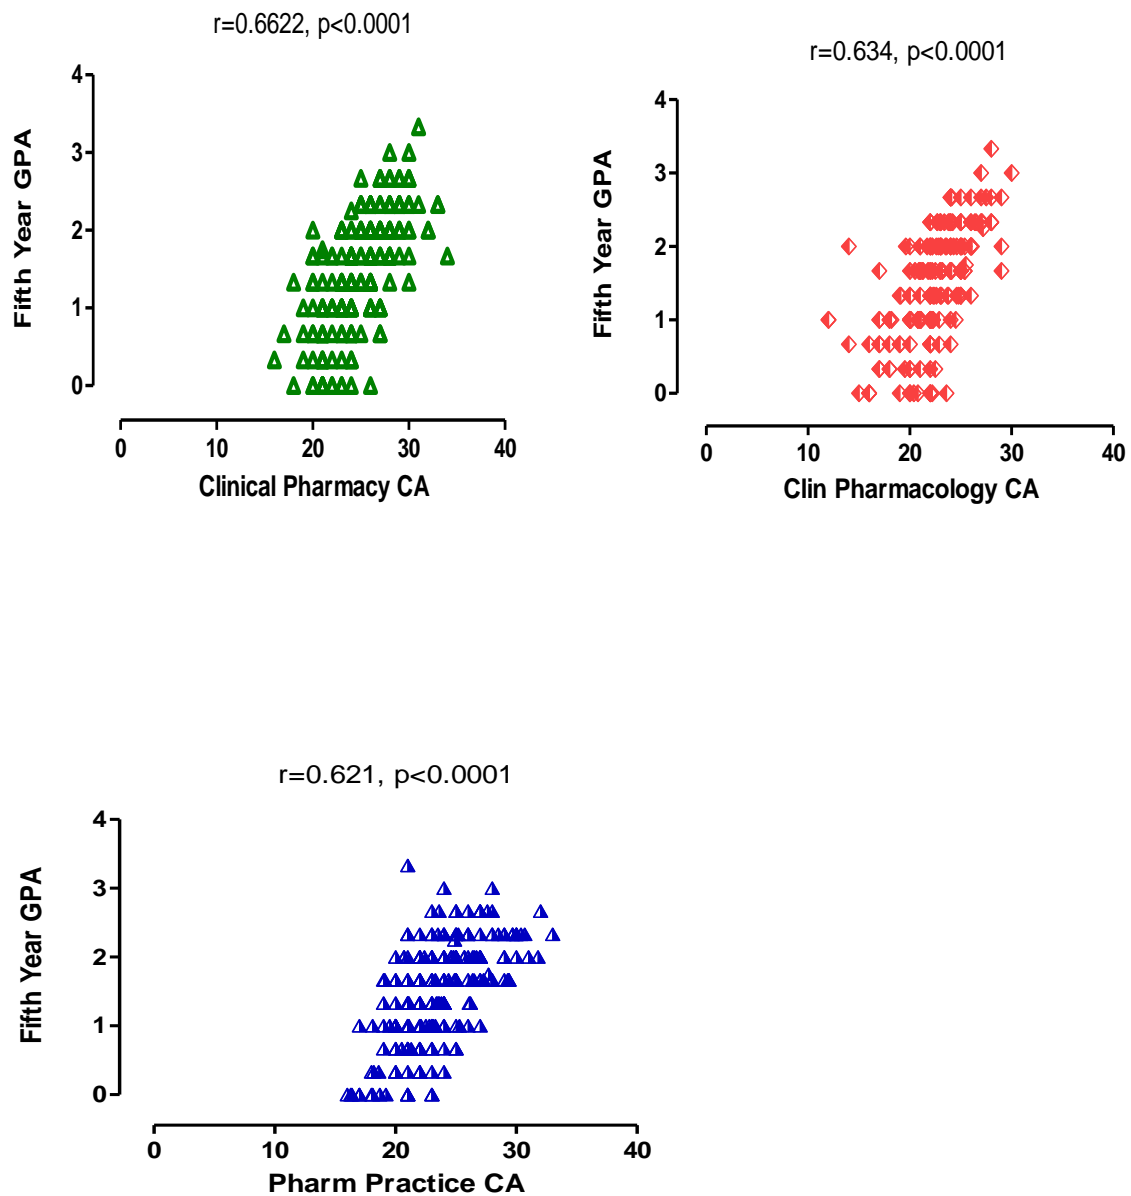 r=0.6622, p<0.0001
Fifth Year GPA
4
3
2
1
0
0 10 20 30 40
Clinical Pharmacy CA
r=0.634, p<0.0001
Fifth Year GPA
4
3
2
1
0
0 10 20 30 40
Clin Pharmacology CA
r=0.621, p<0.0001
Fifth Year GPA
4
3
2
1
0
0 10 20 30 40
Pharm Practice CA